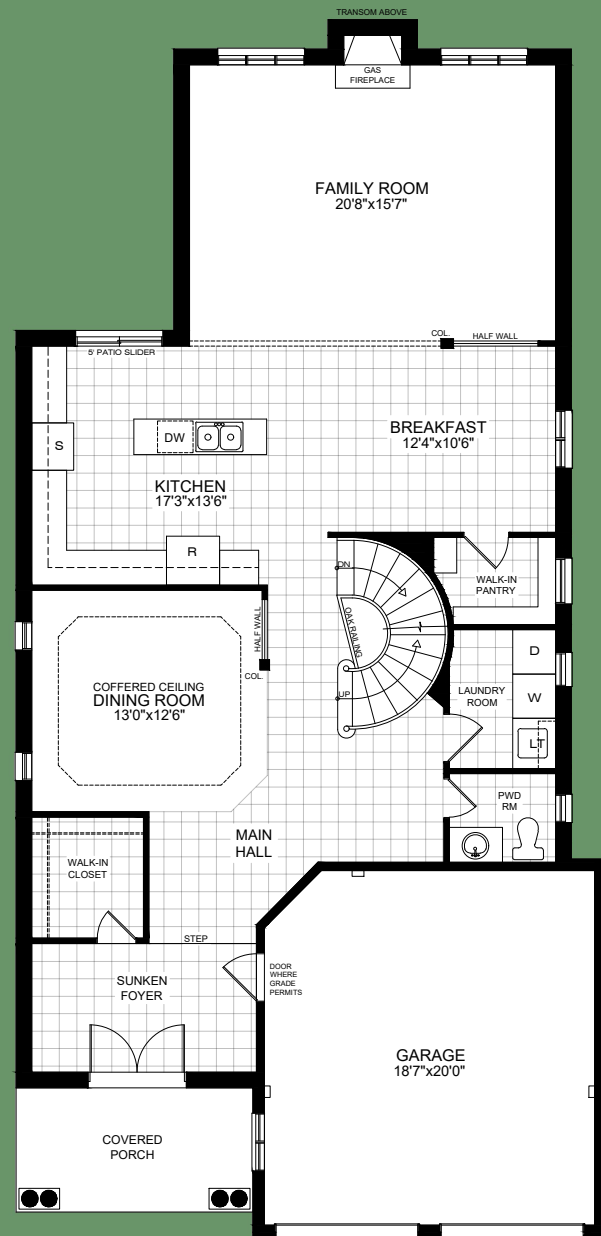 TRANSOM ABOVE
GAS
FIREPLACE
FAMILY ROOM
20'8"x15'7"
COL.
HALF WALL
5' PATIO SLIDER
BREAKFAST
12'4"x10'6"
DW
S
KITCHEN
17'3"x13'6"
R
DN
WALK-IN
PANTRY
OAK RAILING
HALF WALL
COL.
UP
D
LAUNDRY
ROOM
W
LT
COFFERED CEILING
DINING ROOM
13'0"x12'6"
PWD
RM
MAIN
HALL
WALK-IN
CLOSET
STEP
SUNKEN
FOYER
DOOR
WHERE
GRADE
PERMITS
GARAGE
18'7"x20'0"
COVERED
PORCH